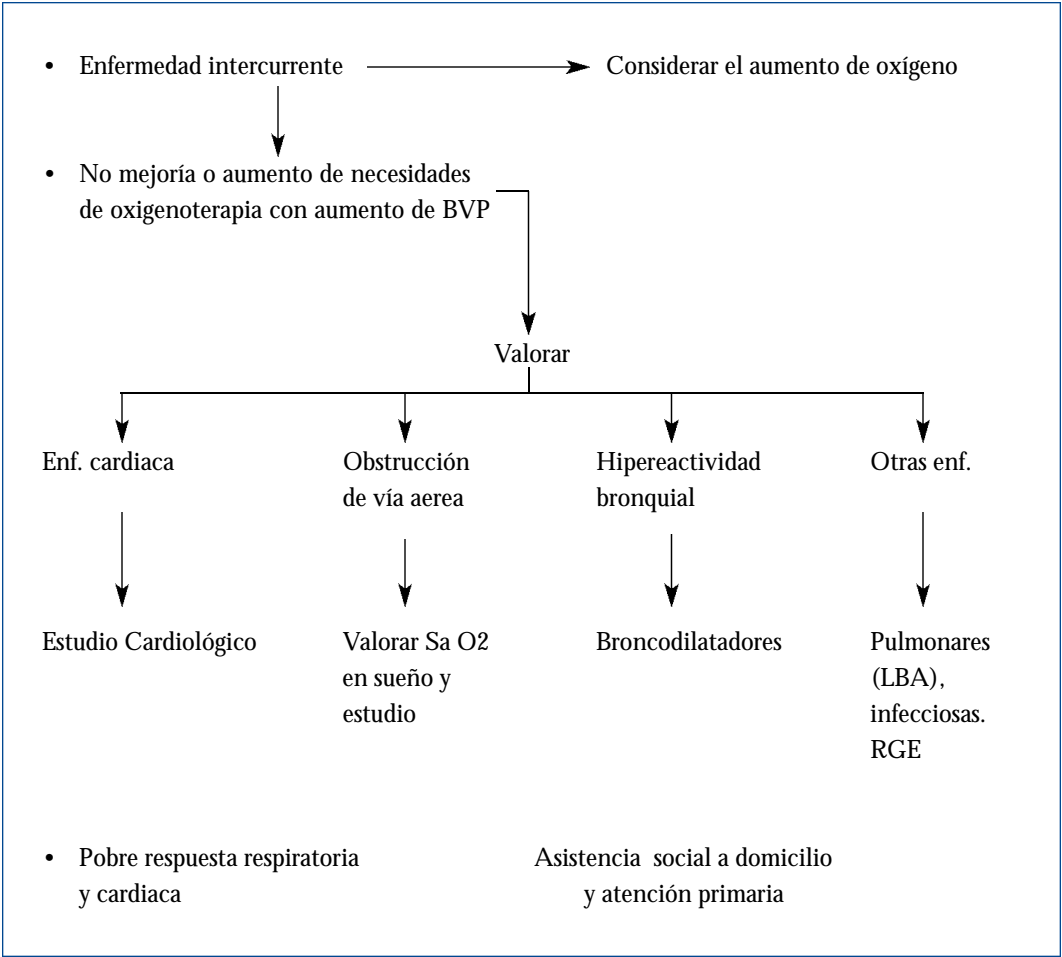 • Enfermedad intercurrente
Considerar el aumento de oxígeno
• No mejoría o aumento de necesidades
de oxigenoterapia con aumento de BVP
Valorar
Enf. cardiaca
Obstrucción
de vía aerea
Hipereactividad
bronquial
Otras enf.
Estudio Cardiológico
Valorar Sa O2
en sueño y
estudio
Broncodilatadores
Pulmonares
(LBA),
infecciosas.
RGE
• Pobre respuesta respiratoria
y cardiaca
Asistencia social a domicilio
y atención primaria